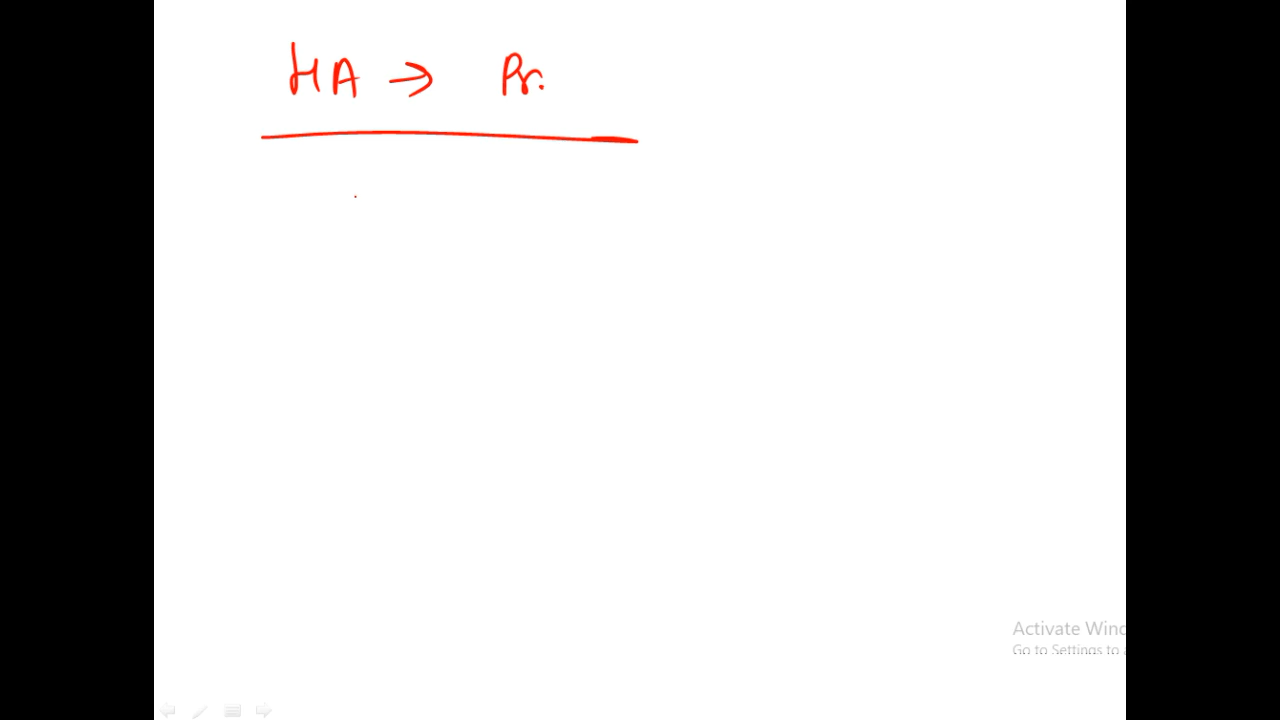 HA → Pr.
Activate Wind
Go to Settings to a